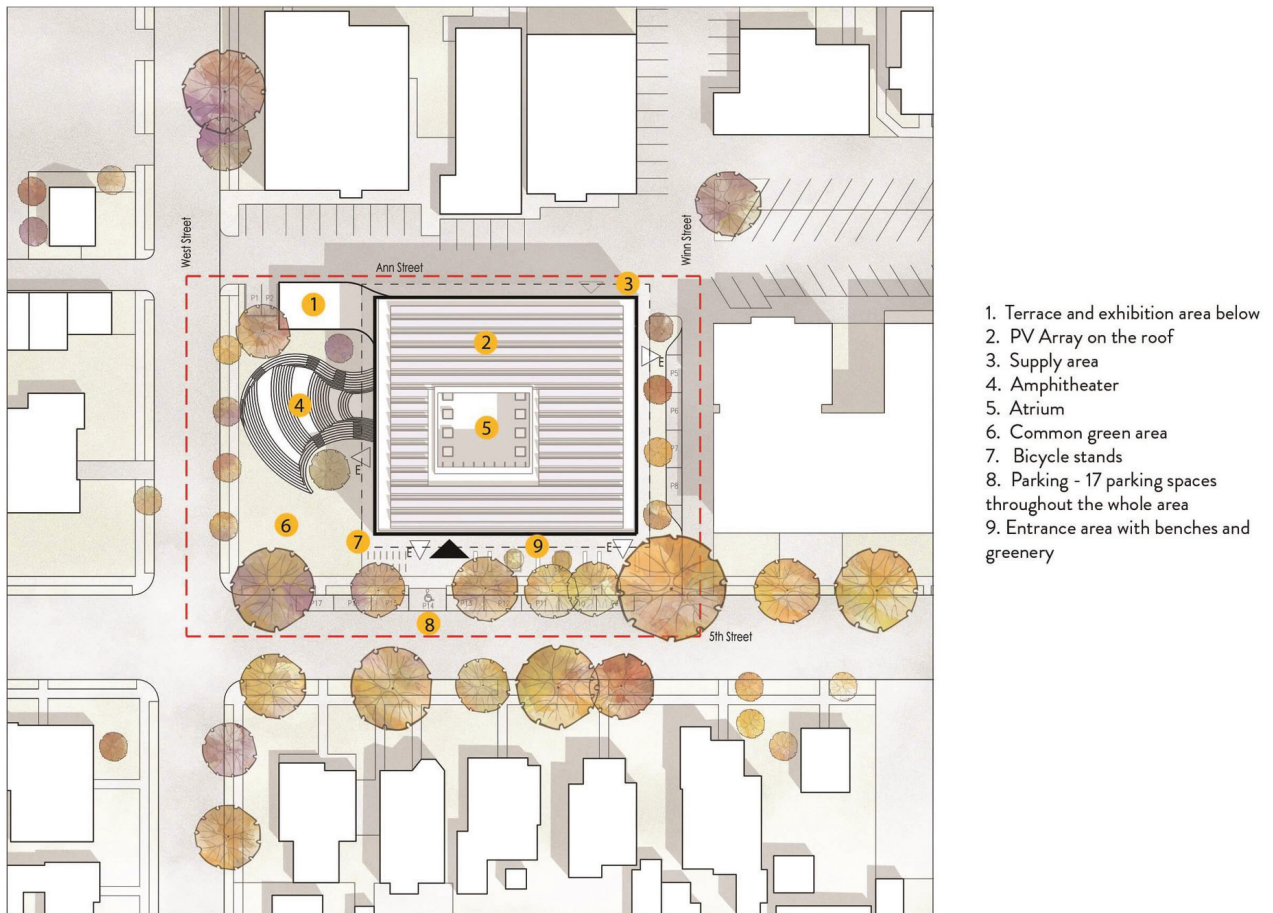 West Street
Winn Street
Ann Street
3
P1
P2
1
2
E
P5
4
P6
5
P7
E
P8
6
7
9
E
E
P17
P15
P14
P13
P11
8
5th Street
1. Terrace and exhibition area below
2. PV Array on the roof
3. Supply area
4. Amphitheater
5. Atrium
6. Common green area
7. Bicycle stands
8. Parking - 17 parking spaces
throughout the whole area
9. Entrance area with benches and
greenery